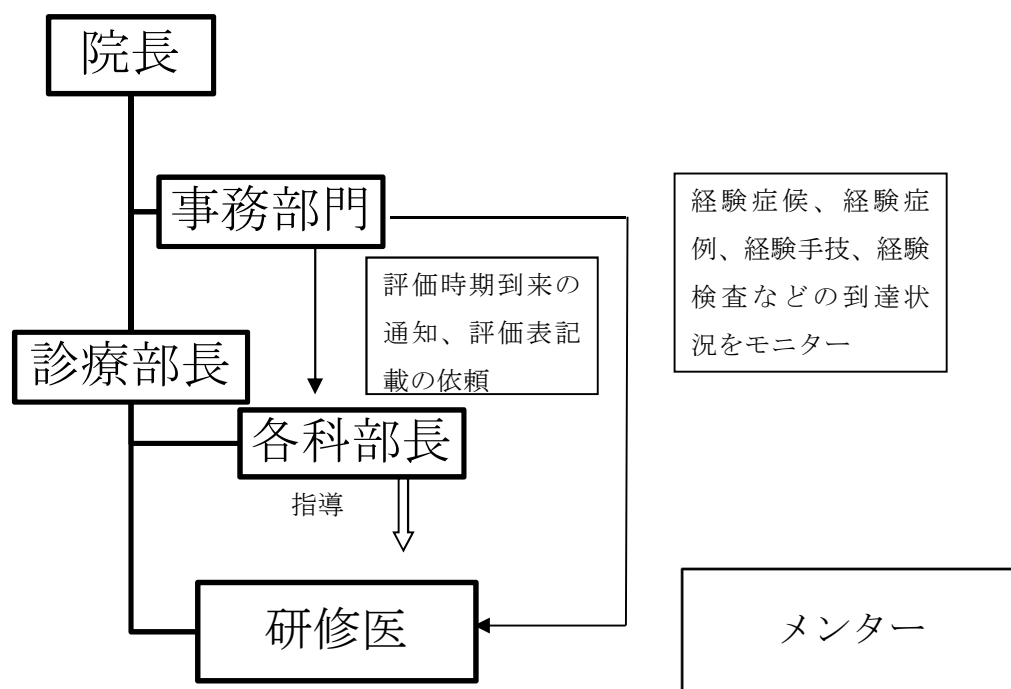 院長
事務部門
経験症候、経験症
例、経験手技、経験
検査などの到達状
況をモニター
評価時期到来の
通知、評価表記
載の依頼
診療部長
各科部長
指導
研修医
メンター